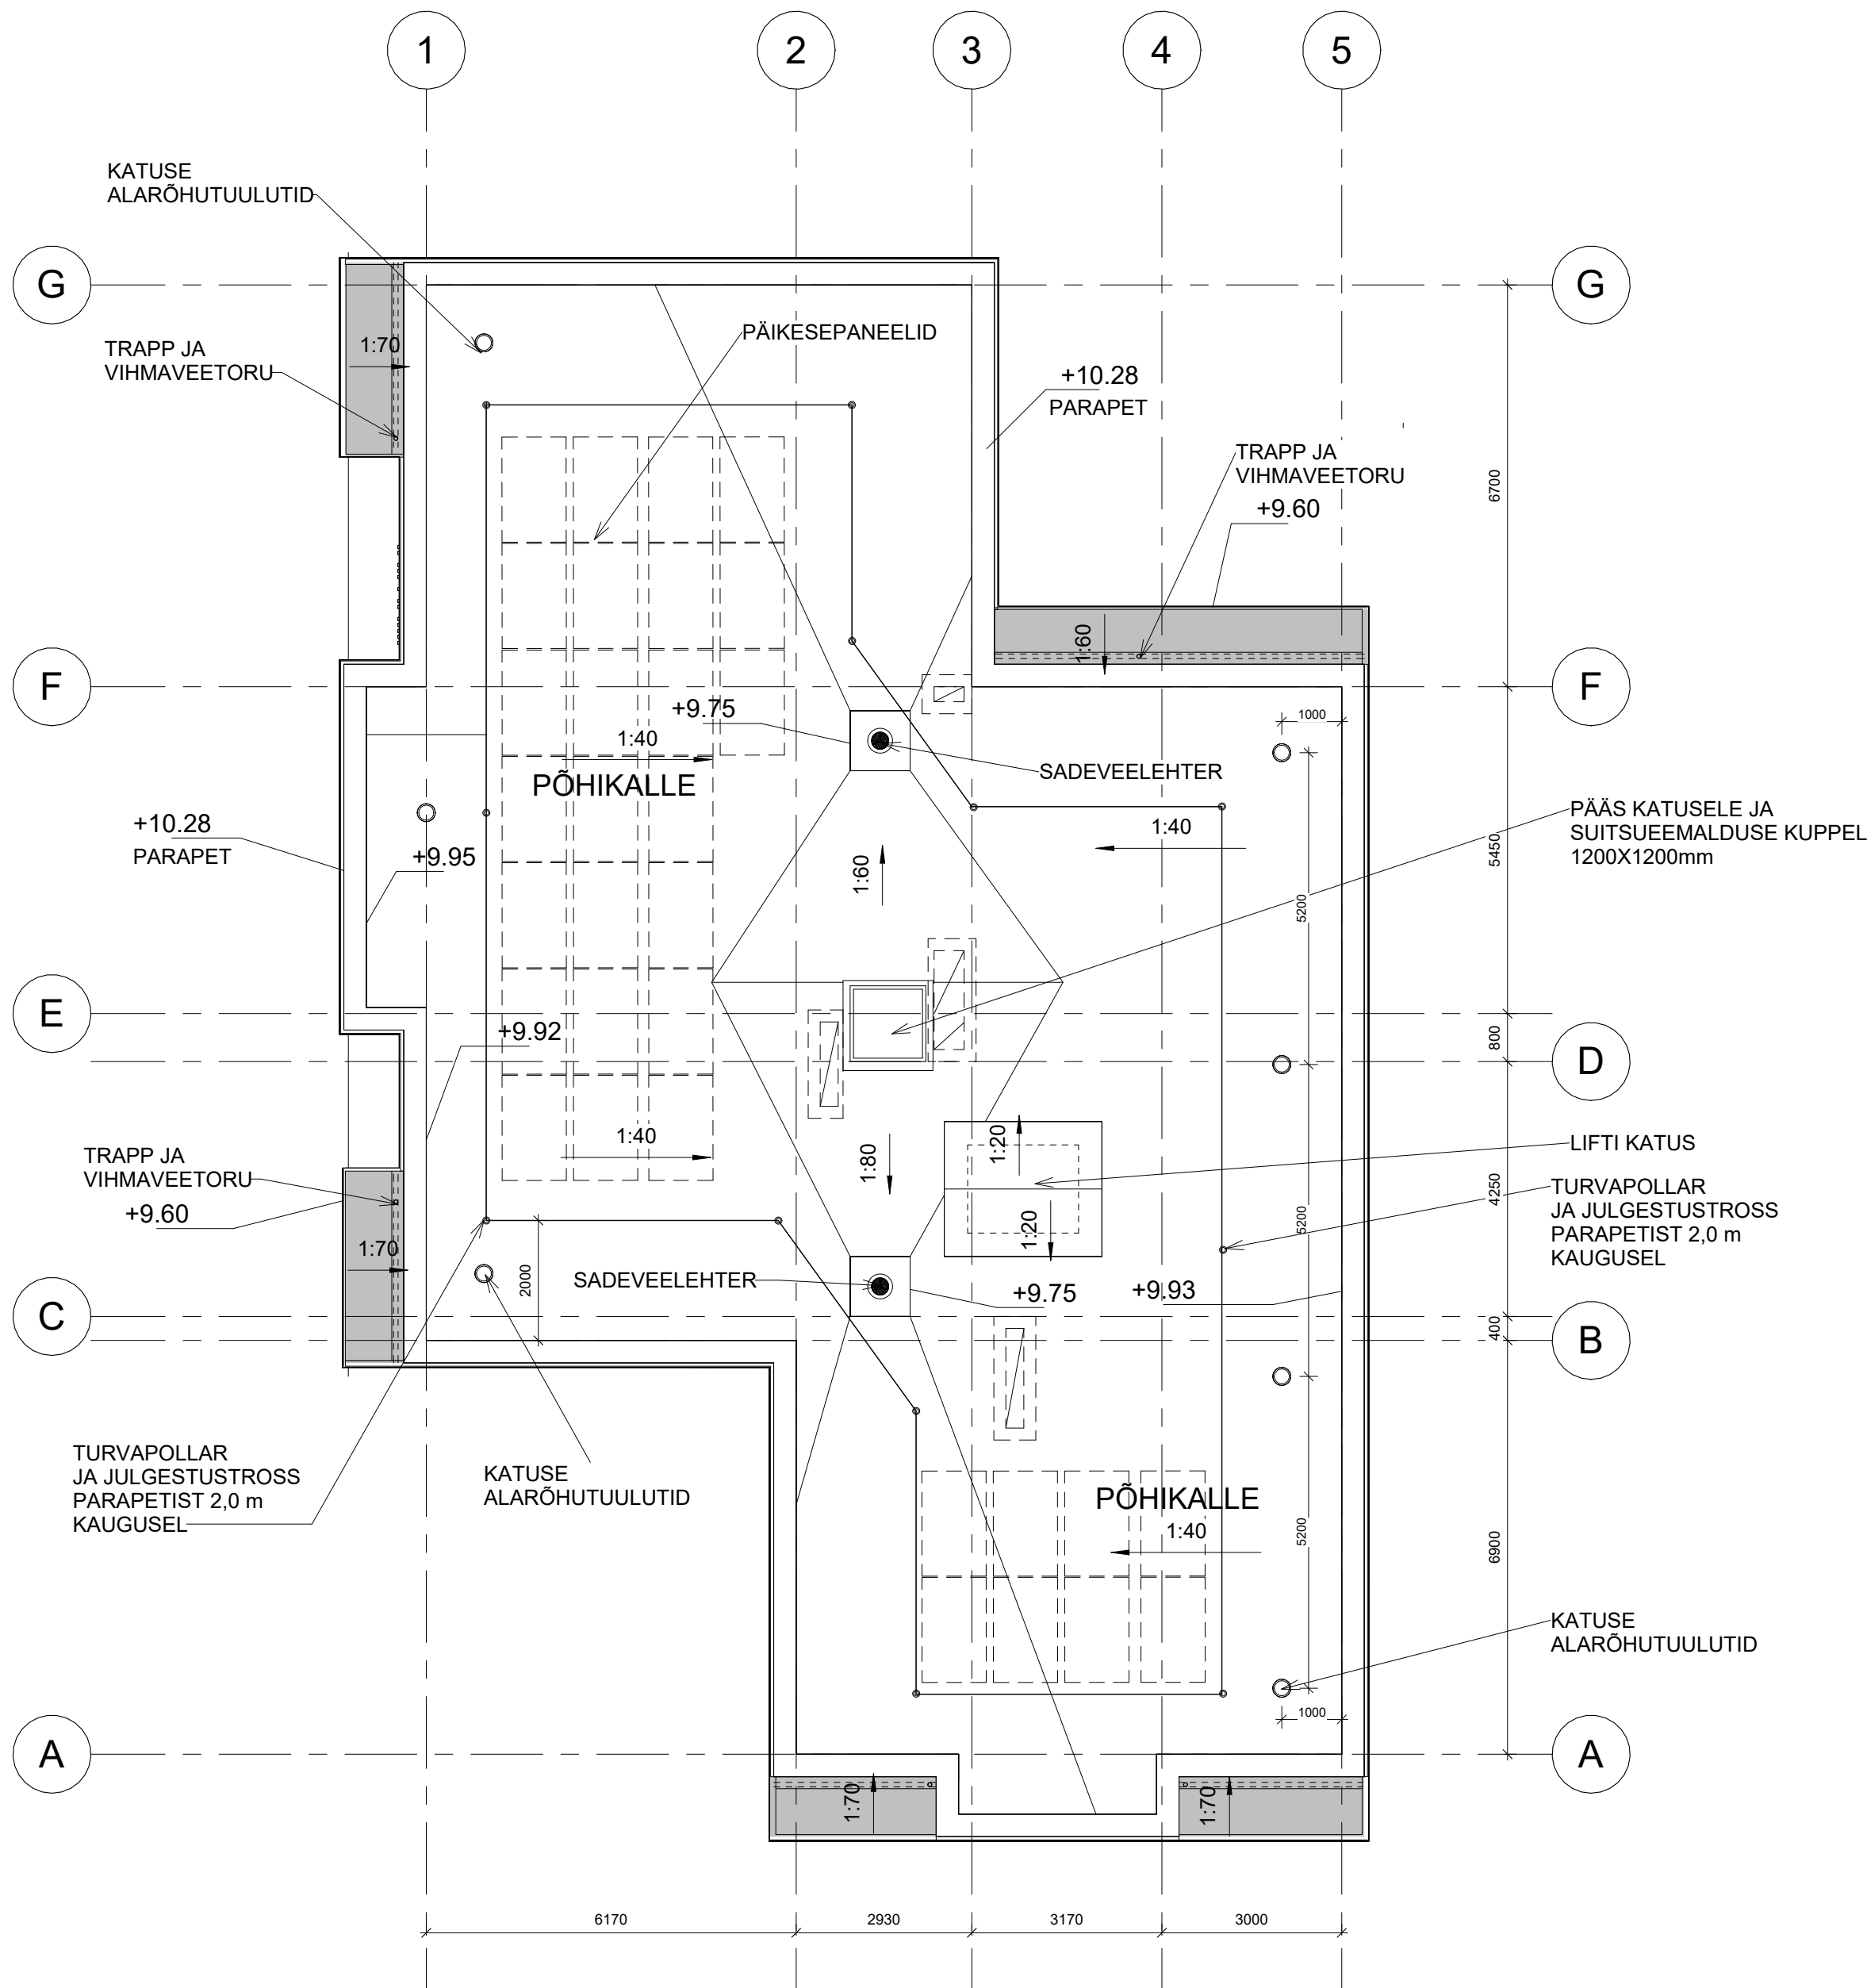 1
2
3
4
5
KATUSE
ALARÕHUTUULUTID
G
G
TRAPP JA
VIHMAVEETORU
1:70
PÄIKESEPANEELID
+10.28
PARAPET
TRAPP JA
VIHMAVEETORU
+9.60
6700
1:60
F
F
+9.75
1000
1:40
PÕHIKALLE
SADEVEELEHTER
PÄÄS KATUSELE JA
SUITSUEEMALDUSE KUPPEL
1200X1200mm
+10.28
PARAPET
+9.95
1:40
5450
1:60
5200
E
+9.92
800
D
1:40
1:80
1:20
LIFTI KATUS
TRAPP JA
VIHMAVEETORU
+9.60
4250
TURVAPOLLAR
JA JULGESTUSTROSS
PARAPETIST 2,0 m
KAUGUSEL
1:20
5200
1:70
2000
SADEVEELEHTER
+9.75
+9.93
C
400
B
TURVAPOLLAR
JA JULGESTUSTROSS
PARAPETIST 2,0 m
KAUGUSEL
KATUSE
ALARÕHUTUULUTID
PÕHIKALLE
1:40
5200
6900
KATUSE
ALARÕHUTUULUTID
1000
A
A
1:70
1:70
6170
2930
3170
3000